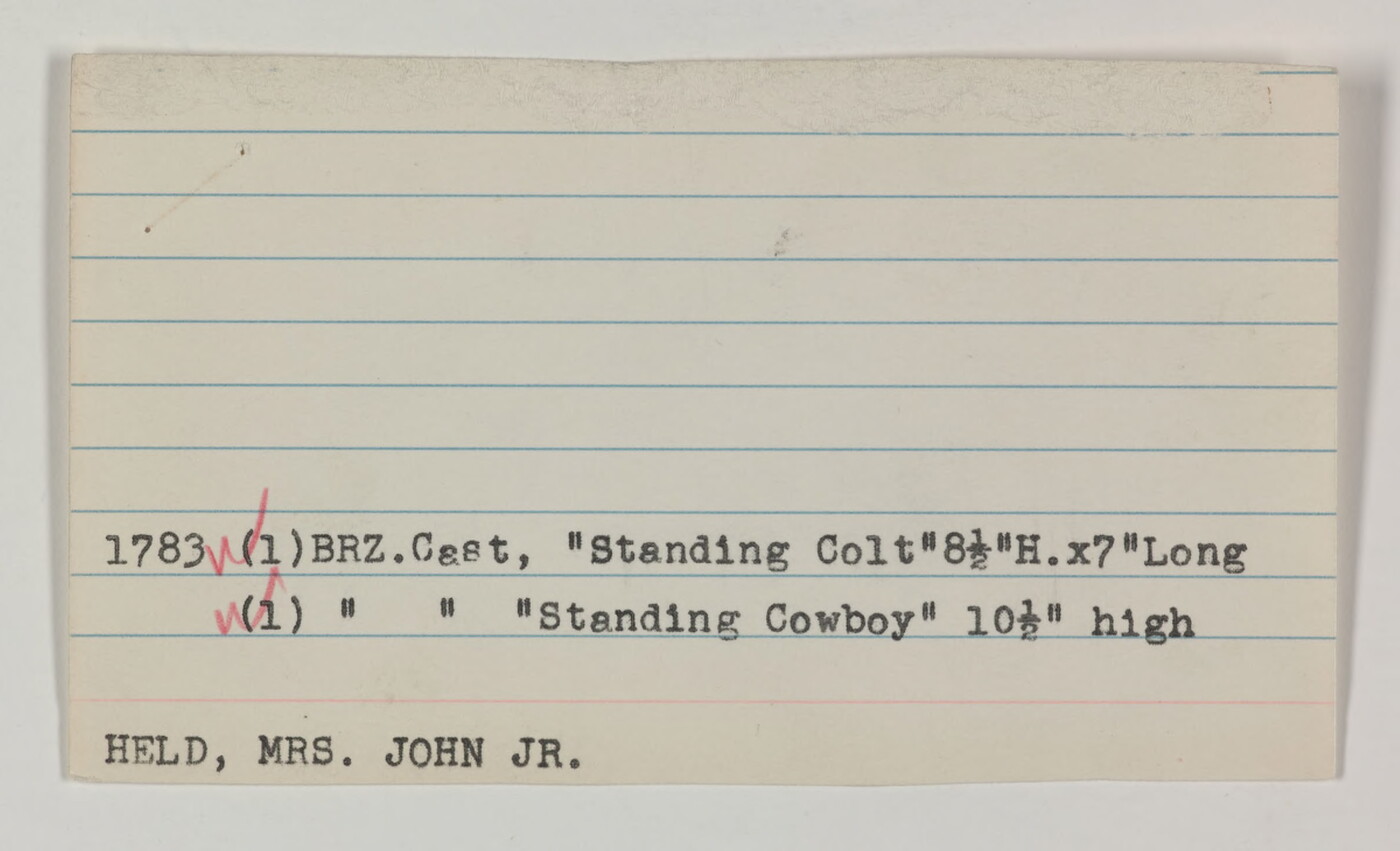 1783 (1)BRZ.Cast, "Standing Colt"8½"H.x7"Long
(1) " " "Standing Cowboy" 10½" high
HELD, MRS. JOHN JR.